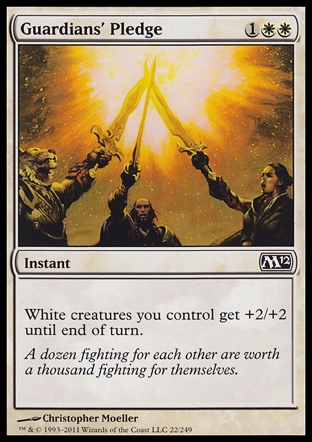 Guardians' Pledge 1
Instant M12
White creatures you control get +2/+2
until end of turn.
A dozen fighting for each other are worth
a thousand fighting for themselves.
Christopher Moeller
™ & © 1993–2011 Wizards of the Coast LLC 22/249